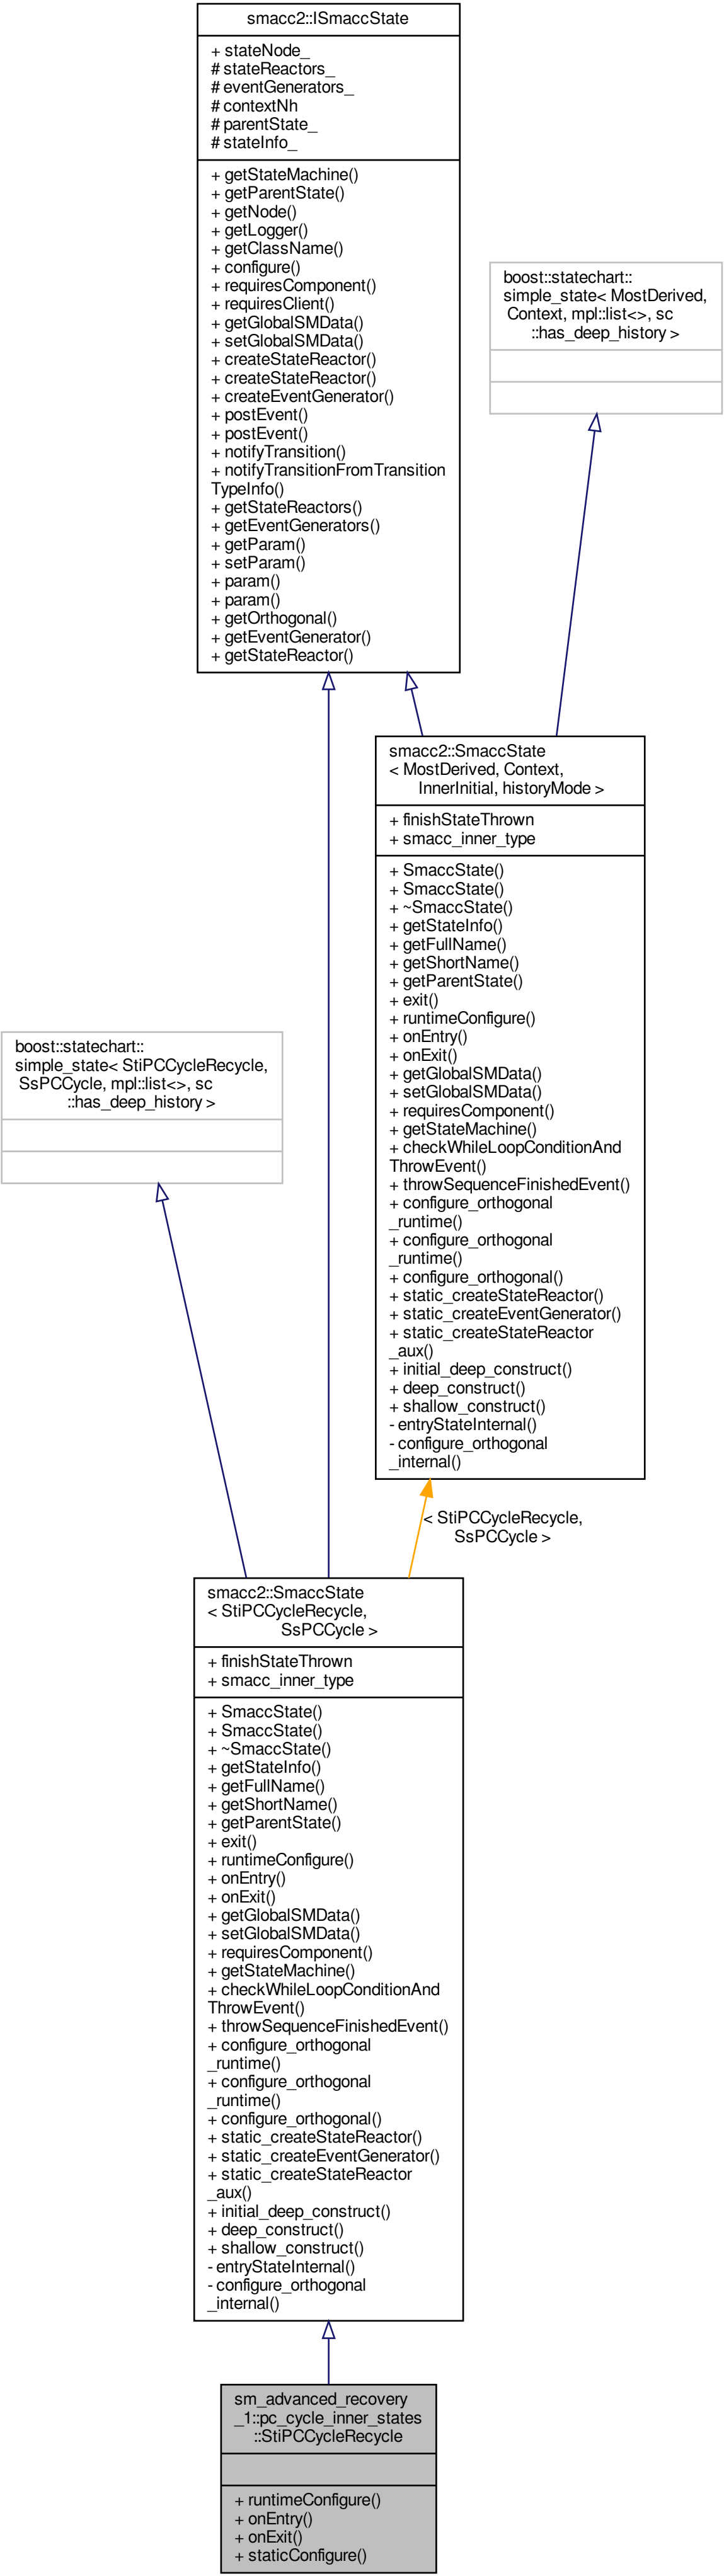 smacc2::ISmaccState
+ stateNode_
# stateReactors_
# eventGenerators_
# contextNh
# parentState_
# stateInfo_
+ getStateMachine()
+ getParentState()
+ getNode()
+ getLogger()
+ getClassName()
+ configure()
+ requiresComponent()
+ requiresClient()
+ getGlobalSMData()
+ setGlobalSMData()
+ createStateReactor()
+ createStateReactor()
+ createEventGenerator()
+ postEvent()
+ postEvent()
+ notifyTransition()
+ notifyTransitionFromTransition
TypeInfo()
+ getStateReactors()
+ getEventGenerators()
+ getParam()
+ setParam()
+ param()
+ param()
+ getOrthogonal()
+ getEventGenerator()
+ getStateReactor()
boost::statechart::
simple_state< MostDerived,
Context, mpl::list<>, sc
::has_deep_history >
smacc2::SmaccState
< MostDerived, Context,
InnerInitial, historyMode >
+ finishStateThrown
+ smacc_inner_type
+ SmaccState()
+ SmaccState()
+ ~SmaccState()
+ getStateInfo()
+ getFullName()
+ getShortName()
+ getParentState()
+ exit()
+ runtimeConfigure()
+ onEntry()
+ onExit()
+ getGlobalSMData()
+ setGlobalSMData()
+ requiresComponent()
+ getStateMachine()
+ checkWhileLoopConditionAnd
ThrowEvent()
+ throwSequenceFinishedEvent()
+ configure_orthogonal
_runtime()
+ configure_orthogonal
_runtime()
+ configure_orthogonal()
+ static_createStateReactor()
+ static_createEventGenerator()
+ static_createStateReactor
_aux()
+ initial_deep_construct()
+ deep_construct()
+ shallow_construct()
- entryStateInternal()
- configure_orthogonal
_internal()
boost::statechart::
simple_state< StiPCCycleRecycle,
SsPCCycle, mpl::list<>, sc
::has_deep_history >
< StiPCCycleRecycle,
SsPCCycle >
smacc2::SmaccState
< StiPCCycleRecycle,
SsPCCycle >
+ finishStateThrown
+ smacc_inner_type
+ SmaccState()
+ SmaccState()
+ ~SmaccState()
+ getStateInfo()
+ getFullName()
+ getShortName()
+ getParentState()
+ exit()
+ runtimeConfigure()
+ onEntry()
+ onExit()
+ getGlobalSMData()
+ setGlobalSMData()
+ requiresComponent()
+ getStateMachine()
+ checkWhileLoopConditionAnd
ThrowEvent()
+ throwSequenceFinishedEvent()
+ configure_orthogonal
_runtime()
+ configure_orthogonal
_runtime()
+ configure_orthogonal()
+ static_createStateReactor()
+ static_createEventGenerator()
+ static_createStateReactor
_aux()
+ initial_deep_construct()
+ deep_construct()
+ shallow_construct()
- entryStateInternal()
- configure_orthogonal
_internal()
sm_advanced_recovery
_1::pc_cycle_inner_states
::StiPCCycleRecycle
+ runtimeConfigure()
+ onEntry()
+ onExit()
+ staticConfigure()